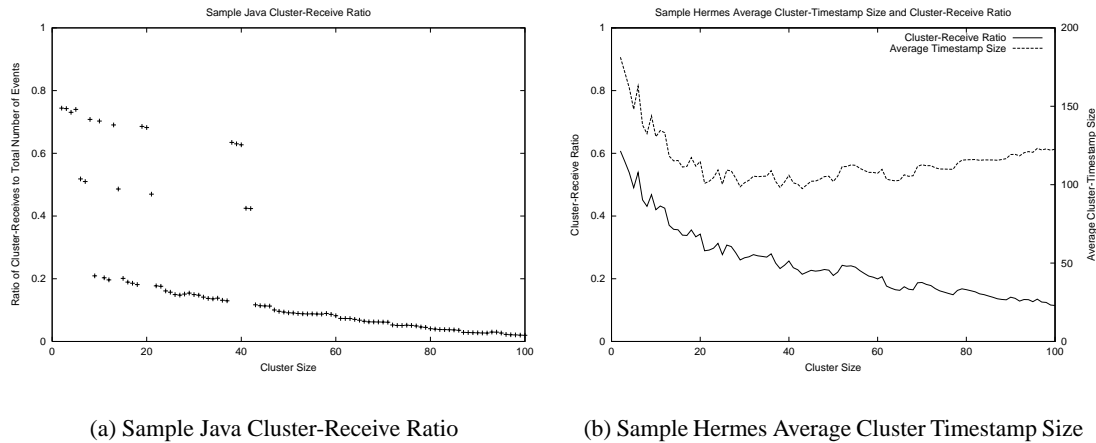 Sample Java Cluster-Receive Ratio
Ratio of Cluster-Receives to Total Number of Events
1
0.8
0.6
0.4
0.2
0
0 20 40 60 80 100
Cluster Size
(a) Sample Java Cluster-Receive Ratio
Sample Hermes Average Cluster-Timestamp Size and Cluster-Receive Ratio
Cluster-Receive Ratio
Average Timestamp Size
Cluster-Receive Ratio
1
0.8
0.6
0.4
0.2
0
200
150
100
50
0
Average Cluster-Timestamp Size
0 20 40 60 80 100
Cluster Size
(b) Sample Hermes Average Cluster Timestamp Size